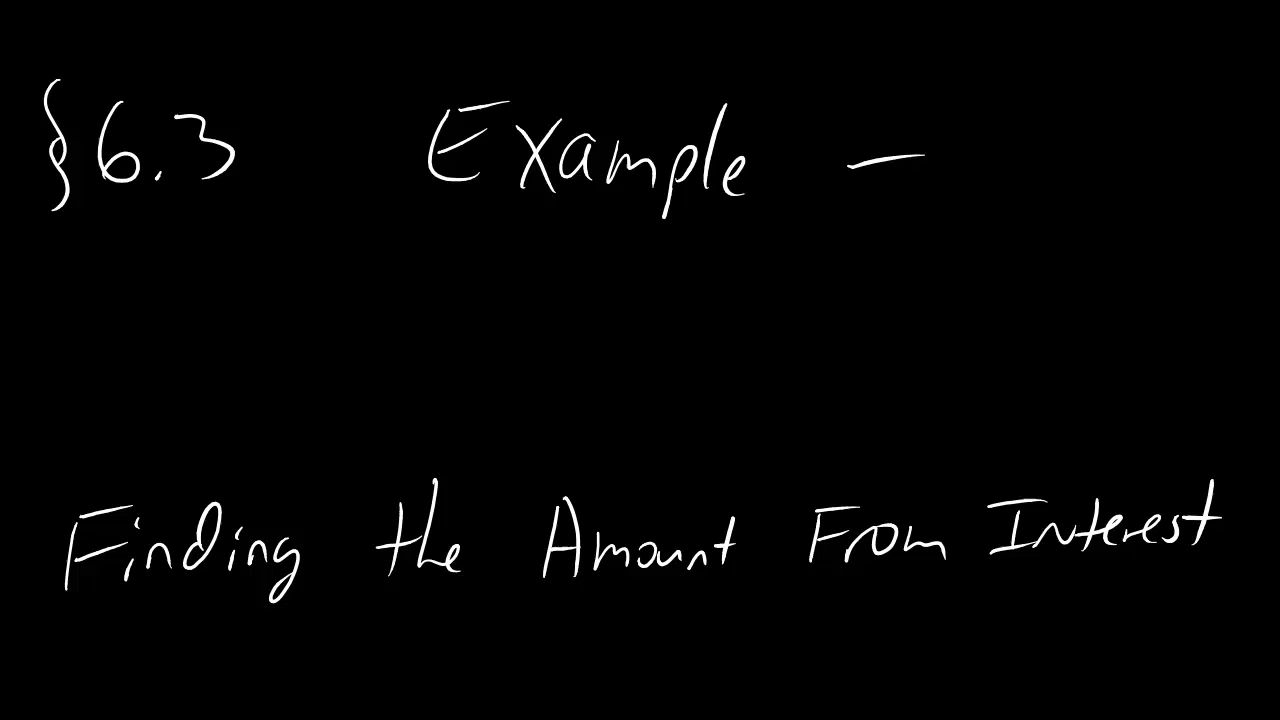 §6.3 Example –
Finding the Amount From Interest